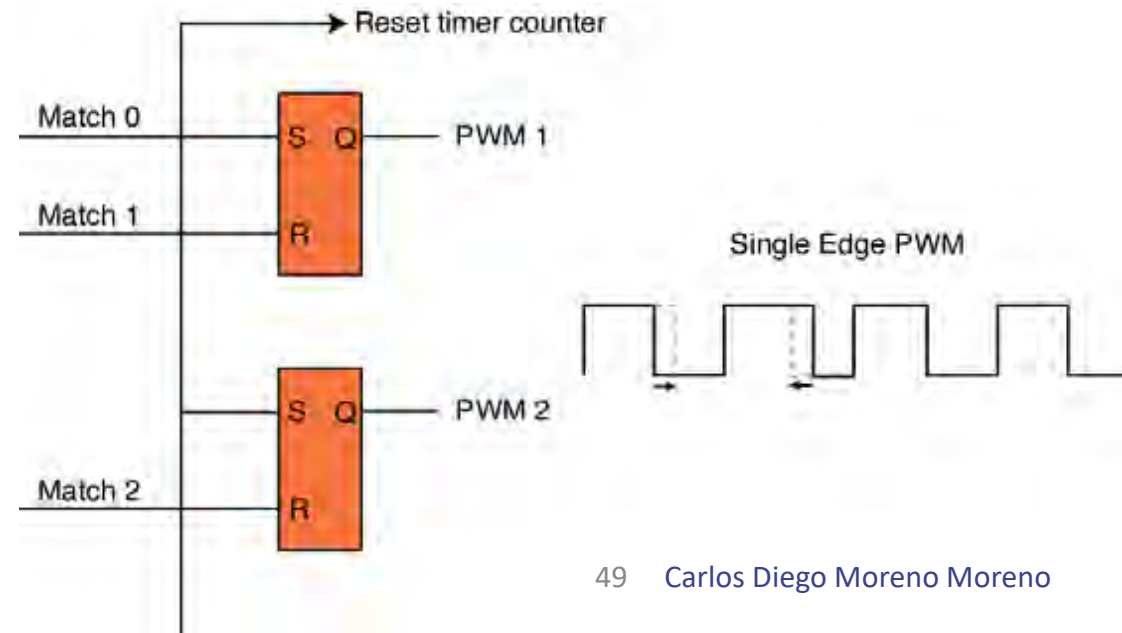 Reset timer counter
Match 0
S Q
PWM 1
Match 1
R
Single Edge PWM
S Q
PWM 2
Match 2
R
49 Carlos Diego Moreno Moreno